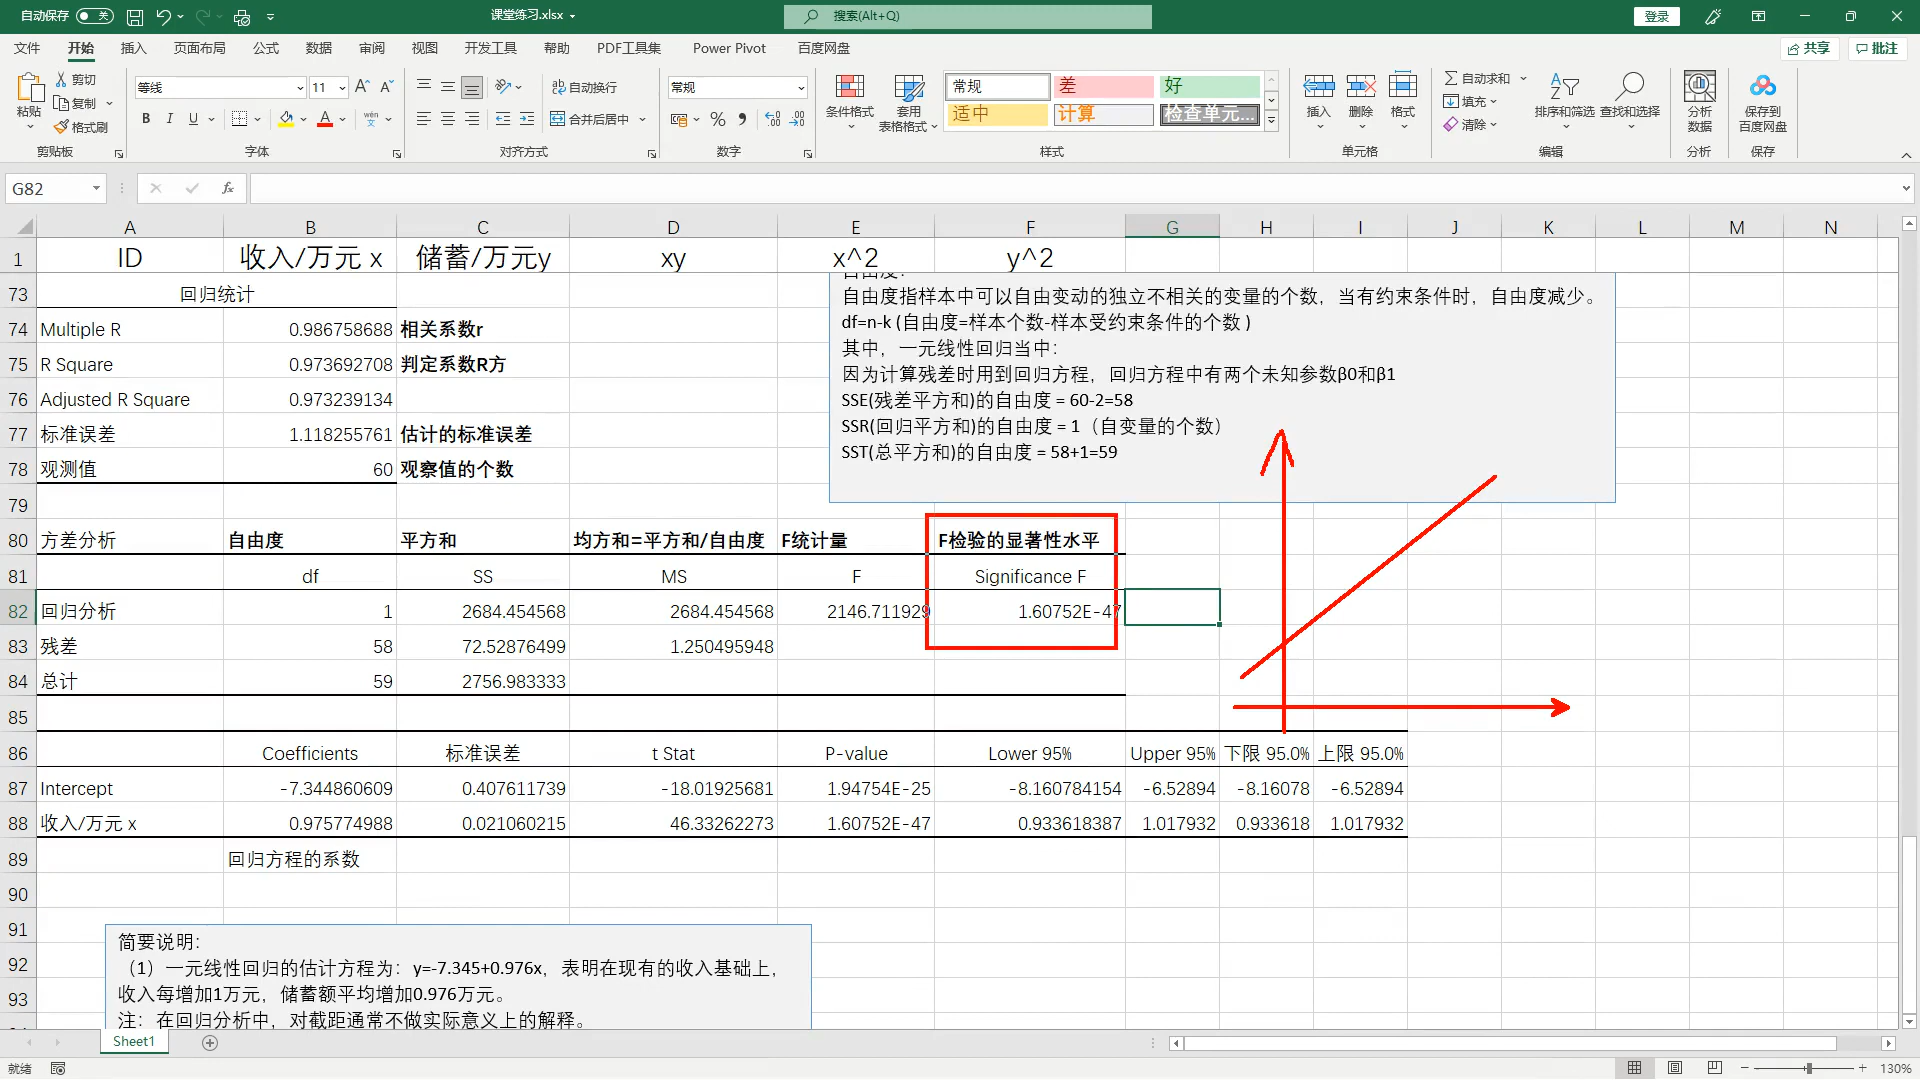 自动保存 关 课堂练习.xlsx 搜索(Alt+Q) 登录
文件 开始 插入 页面布局 公式 数据 审阅 视图 开发工具 帮助 PDF工具集 Power Pivot 百度网盘 共享 批注
粘贴 剪切 复制 格式刷 剪贴板
等线 11 B I U A wén 字体
自动换行 合并后居中 对齐方式
常规 % 数字
条件格式 套用表格格式 常规 差 好 适中 计算 检查单元... 样式
插入 删除 格式 单元格
自动求和 填充 清除 排序和筛选 查找和选择 编辑
分析数据 分析
保存到百度网盘 保存
G82 fx
A B C D E F G H I J K L M N
1 ID 收入/万元 x 储蓄/万元y xy x^2 y^2
自由度:
73 回归统计
自由度指样本中可以自由变动的独立不相关的变量的个数，当有约束条件时，自由度减少。
df=n-k (自由度=样本个数-样本受约束条件的个数 )
其中，一元线性回归当中：
因为计算残差时用到回归方程，回归方程中有两个未知参数β0和β1
SSE(残差平方和)的自由度 = 60-2=58
SSR(回归平方和)的自由度 = 1（自变量的个数）
SST(总平方和)的自由度 = 58+1=59
74 Multiple R 0.986758688 相关系数r
75 R Square 0.973692708 判定系数R方
76 Adjusted R Square 0.973239134
77 标准误差 1.118255761 估计的标准误差
78 观测值 60 观察值的个数
79
80 方差分析 自由度 平方和 均方和=平方和/自由度 F统计量 F检验的显著性水平
81 df SS MS F Significance F
82 回归分析 1 2684.454568 2684.454568 2146.711929 1.60752E-47
83 残差 58 72.52876499 1.250495948
84 总计 59 2756.983333
85
86 Coefficients 标准误差 t Stat P-value Lower 95% Upper 95% 下限 95.0% 上限 95.0%
87 Intercept -7.344860609 0.407611739 -18.01925681 1.94754E-25 -8.160784154 -6.52894 -8.16078 -6.52894
88 收入/万元 x 0.975774988 0.021060215 46.33262273 1.60752E-47 0.933618387 1.017932 0.933618 1.017932
89 回归方程的系数
90
91
92
93
简要说明：
（1）一元线性回归的估计方程为：y=-7.345+0.976x，表明在现有的收入基础上，
收入每增加1万元，储蓄额平均增加0.976万元。
注：在回归分析中，对截距通常不做实际意义上的解释。
Sheet1
就绪 130%